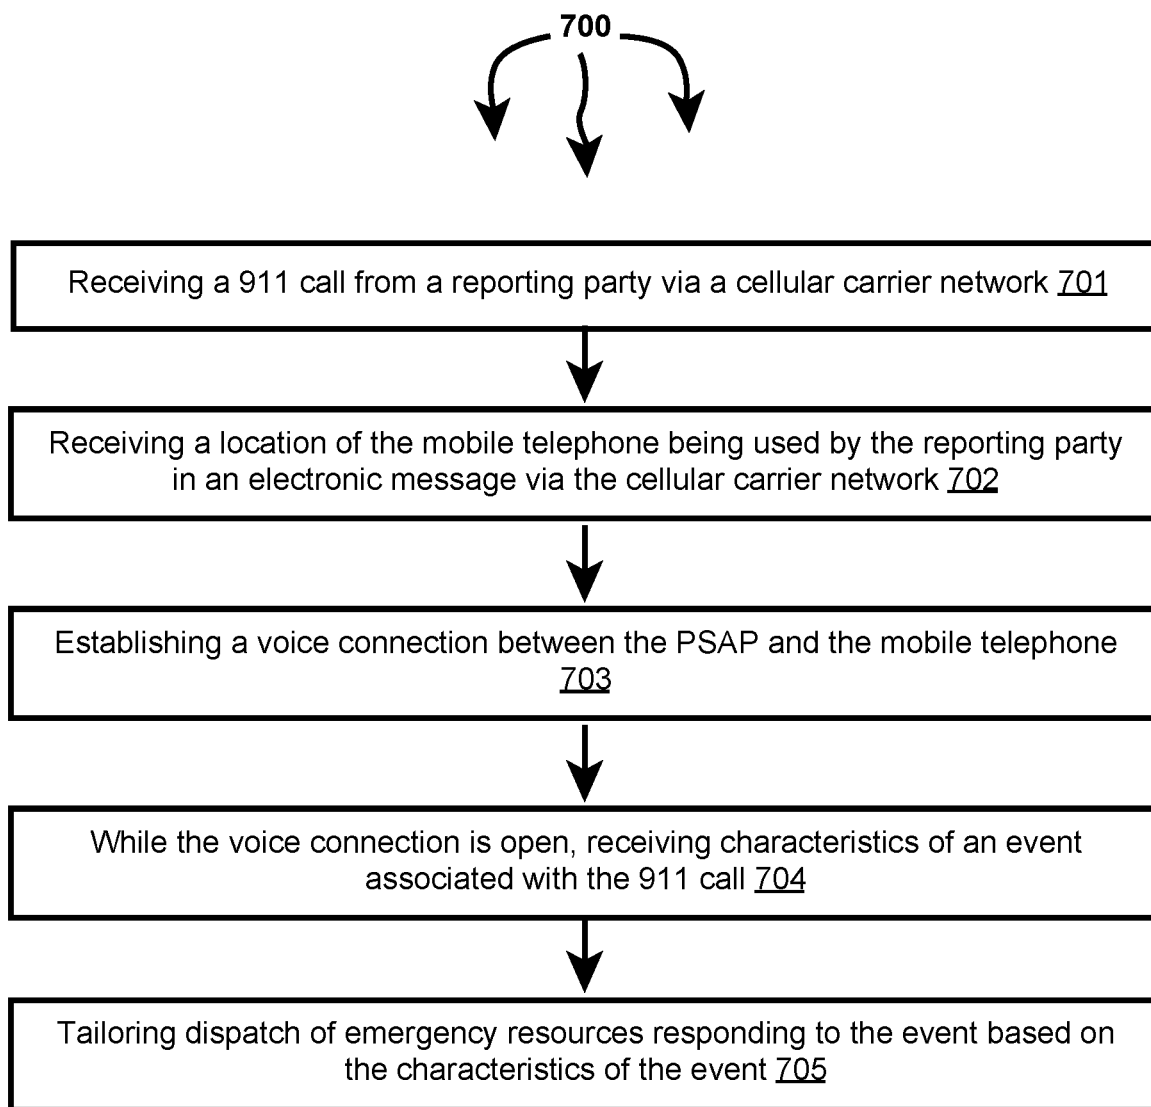 700
Receiving a 911 call from a reporting party via a cellular carrier network 701
Receiving a location of the mobile telephone being used by the reporting party
in an electronic message via the cellular carrier network 702
Establishing a voice connection between the PSAP and the mobile telephone
703
While the voice connection is open, receiving characteristics of an event
associated with the 911 call 704
Tailoring dispatch of emergency resources responding to the event based on
the characteristics of the event 705